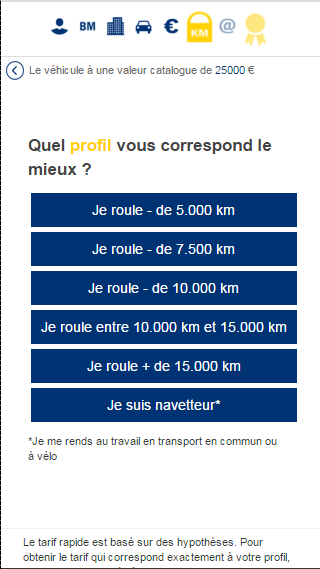 BM € KM @
Le véhicule à une valeur catalogue de 25000 €
Quel profil vous correspond le
mieux ?
Je roule - de 5.000 km
Je roule - de 7.500 km
Je roule - de 10.000 km
Je roule entre 10.000 km et 15.000 km
Je roule + de 15.000 km
Je suis navetteur*
*Je me rends au travail en transport en commun ou
à vélo
Le tarif rapide est basé sur des hypothèses. Pour
obtenir le tarif qui correspond exactement à votre profil,